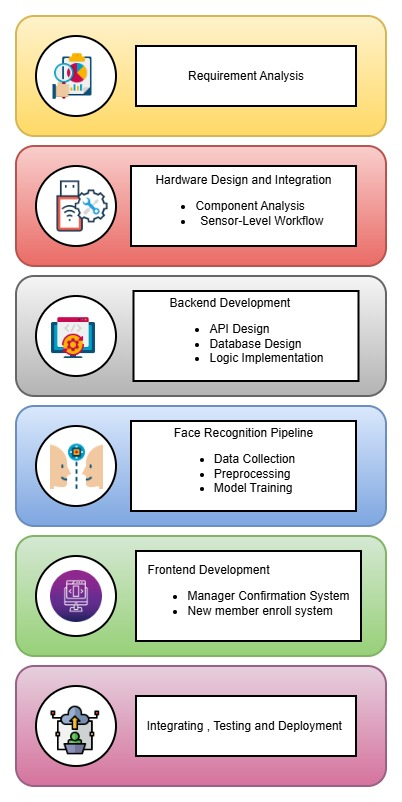 Requirement Analysis
Hardware Design and Integration
• Component Analysis
• Sensor-Level Workflow
Backend Development
• API Design
• Database Design
• Logic Implementation
Face Recognition Pipeline
• Data Collection
• Preprocessing
• Model Training
Frontend Development
• Manager Confirmation System
• New member enroll system
Integrating , Testing and Deployment